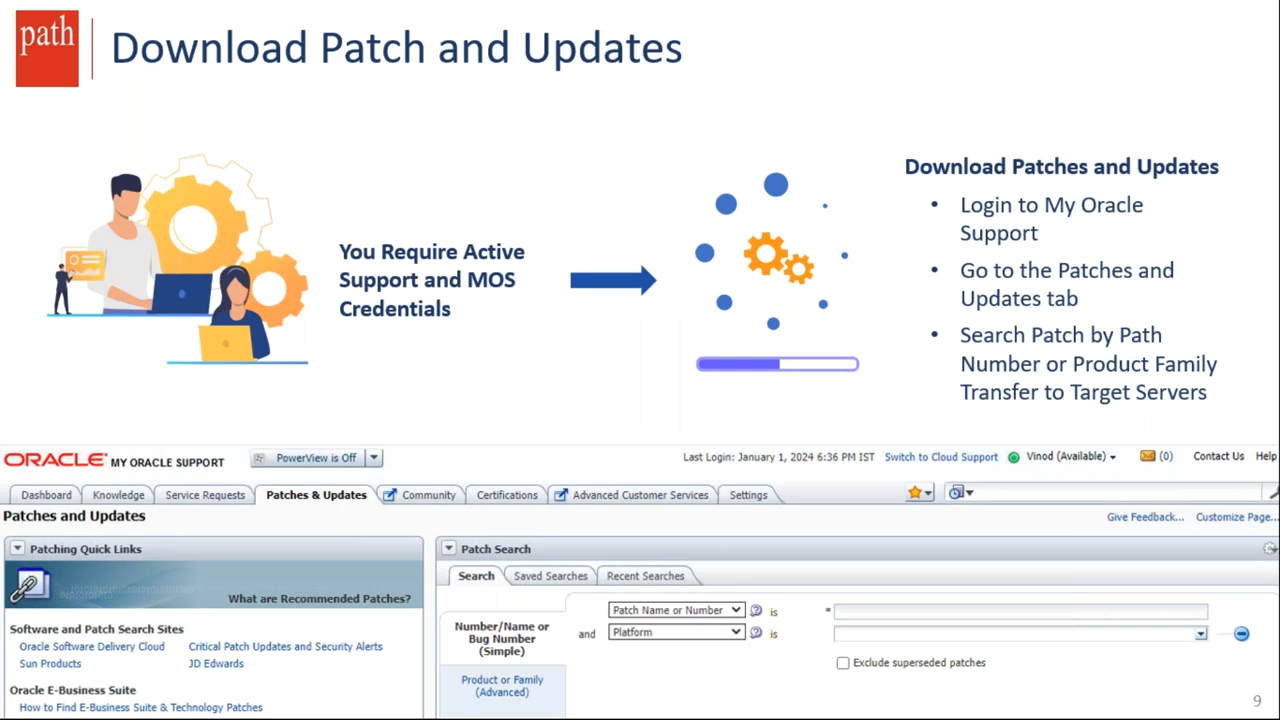 path
Download Patch and Updates
You Require Active
Support and MOS
Credentials
Download Patches and Updates
• Login to My Oracle
Support
• Go to the Patches and
Updates tab
• Search Patch by Path
Number or Product Family
Transfer to Target Servers
ORACLE MY ORACLE SUPPORT
PowerView is Off
Last Login: January 1, 2024 6:36 PM IST Switch to Cloud Support Vinod (Available) (0) Contact Us Help
Dashboard Knowledge Service Requests Patches & Updates Community Certifications Advanced Customer Services Settings
Patches and Updates
Give Feedback... Customize Page...
Patching Quick Links
What are Recommended Patches?
Software and Patch Search Sites
Oracle Software Delivery Cloud Critical Patch Updates and Security Alerts
Sun Products JD Edwards
Oracle E-Business Suite
How to Find E-Business Suite & Technology Patches
Patch Search
Search Saved Searches Recent Searches
Number/Name or
Bug Number
(Simple)
Product or Family
(Advanced)
Patch Name or Number is *
and Platform is
Exclude superseded patches
9